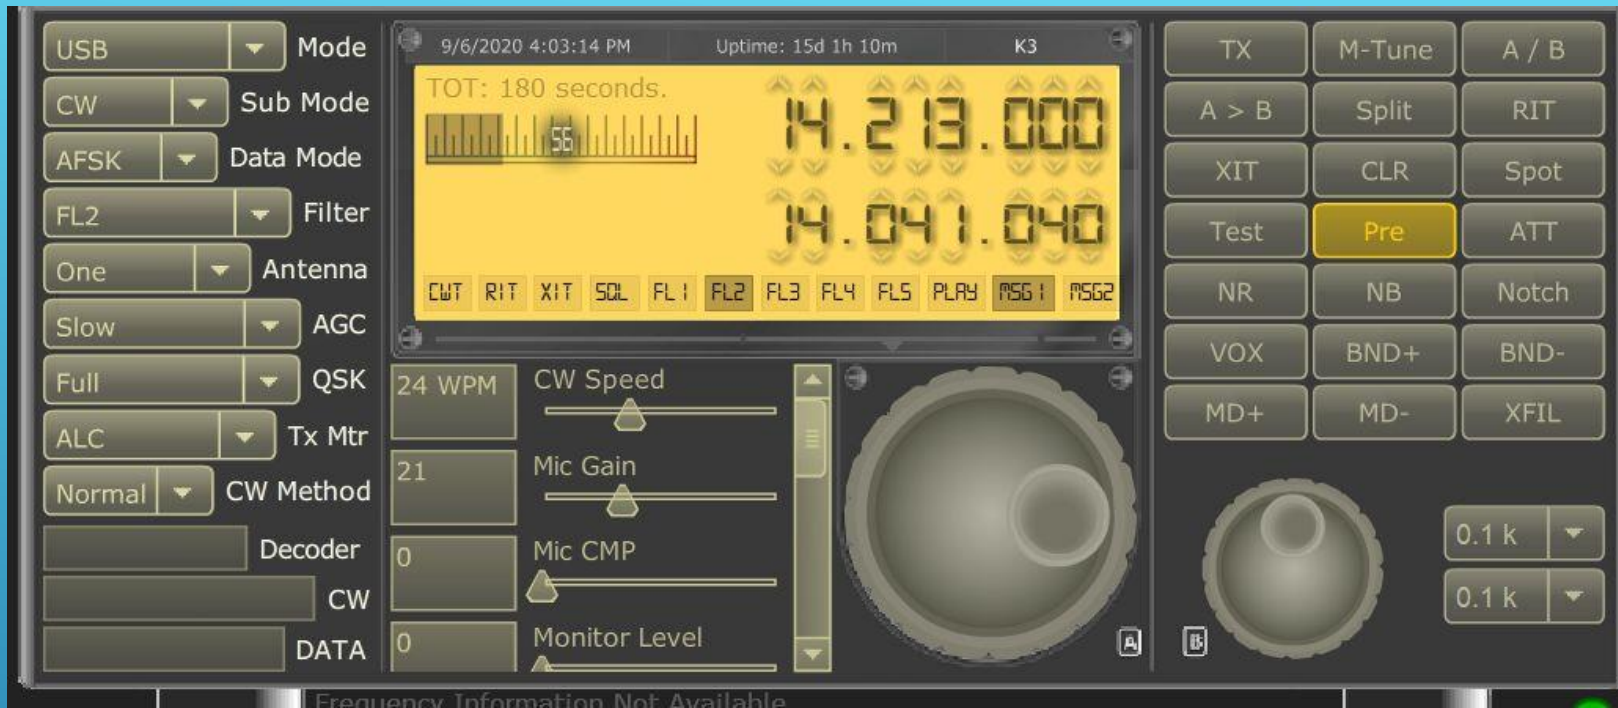 USB Mode
CW Sub Mode
AFSK Data Mode
FL2 Filter
One Antenna
Slow AGC
Full QSK
ALC Tx Mtr
Normal CW Method
Decoder
CW
DATA
9/6/2020 4:03:14 PM Uptime: 15d 1h 10m K3
TOT: 180 seconds.
S6
14.213.000
14.041.040
CWT RIT XIT SQL FL1 FL2 FL3 FL4 FL5 PLAY MSG1 MSG2
24 WPM CW Speed
21 Mic Gain
0 Mic CMP
0 Monitor Level
A
TX M-Tune A / B
A > B Split RIT
XIT CLR Spot
Test Pre ATT
NR NB Notch
VOX BND+ BND-
MD+ MD- XFIL
0.1 k
0.1 k
B
Frequency Information Not Available